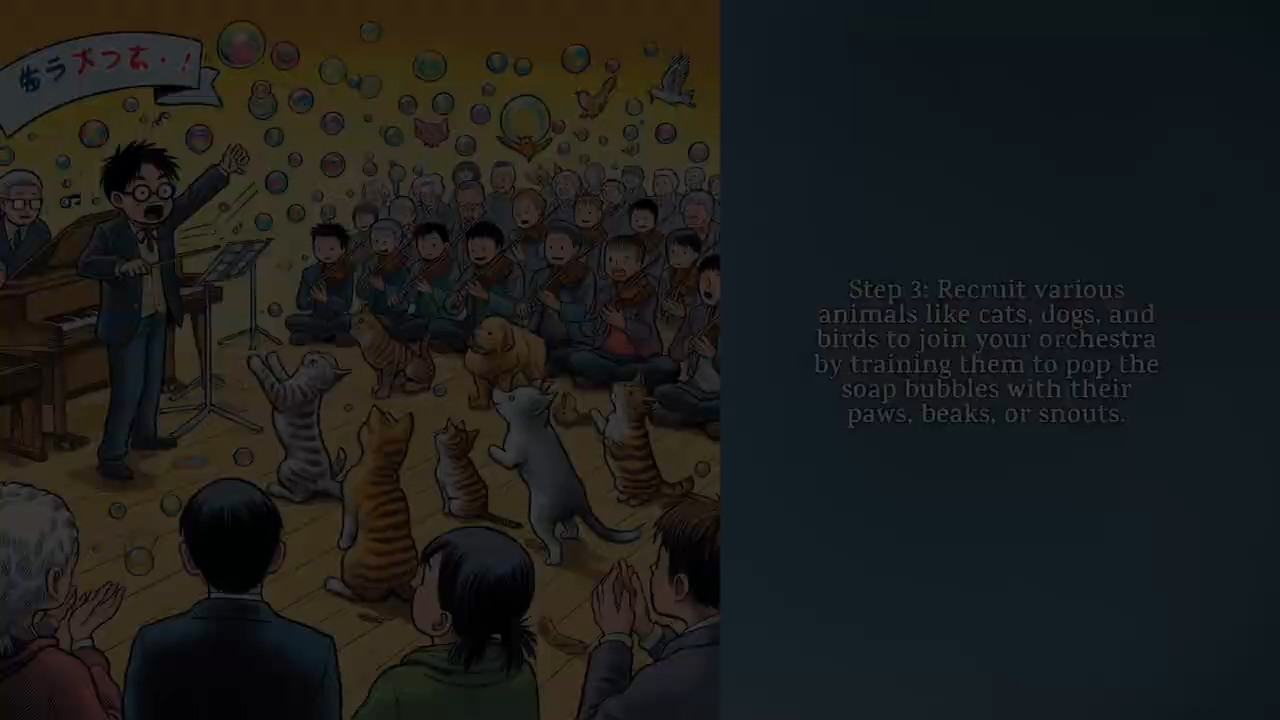 Step 3: Recruit various
animals like cats, dogs, and
birds to join your orchestra
by training them to pop the
soap bubbles with their
paws, beaks, or snouts.